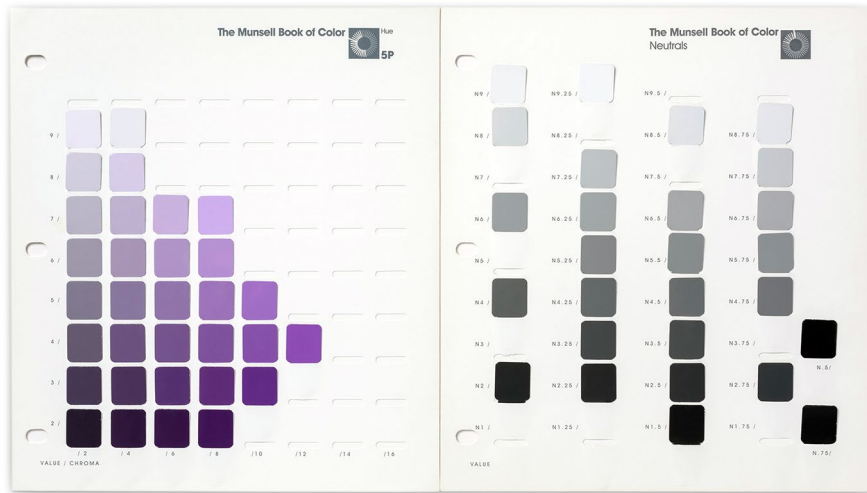 The Munsell Book of Color
Hue
5P
9 /
8 /
7 /
6 /
5 /
4 /
3 /
2 /
/ 2 / 4 / 6 / 8 /10 /12 /14 /16
VALUE / CHROMA
The Munsell Book of Color
Neutrals
N9 / N9.25 / N9.5 /
N8 / N8.25 / N8.5 / N8.75 /
N7 / N7.25 / N7.5 / N7.75 /
N6 / N6.25 / N6.5 / N6.75 /
N5 / N5.25 / N5.5 / N5.75 /
N4 / N4.25 / N4.5 / N4.75 /
N3 / N3.25 / N3.5 / N3.75 /
N.5/
N2 / N2.25 / N2.5 / N2.75 /
N1 / N1.25 / N1.5 / N1.75 /
N.75/
VALUE